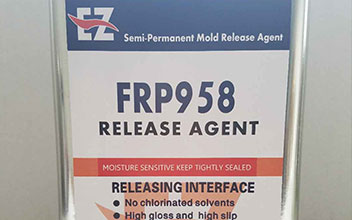 EZ
Semi-Permanent Mold Release Agent
FRP958
RELEASE AGENT
MOISTURE SENSITIVE KEEP TIGHTLY SEALED
RELEASING INTERFACE
● No chlorinated solvents
● High gloss and high slip